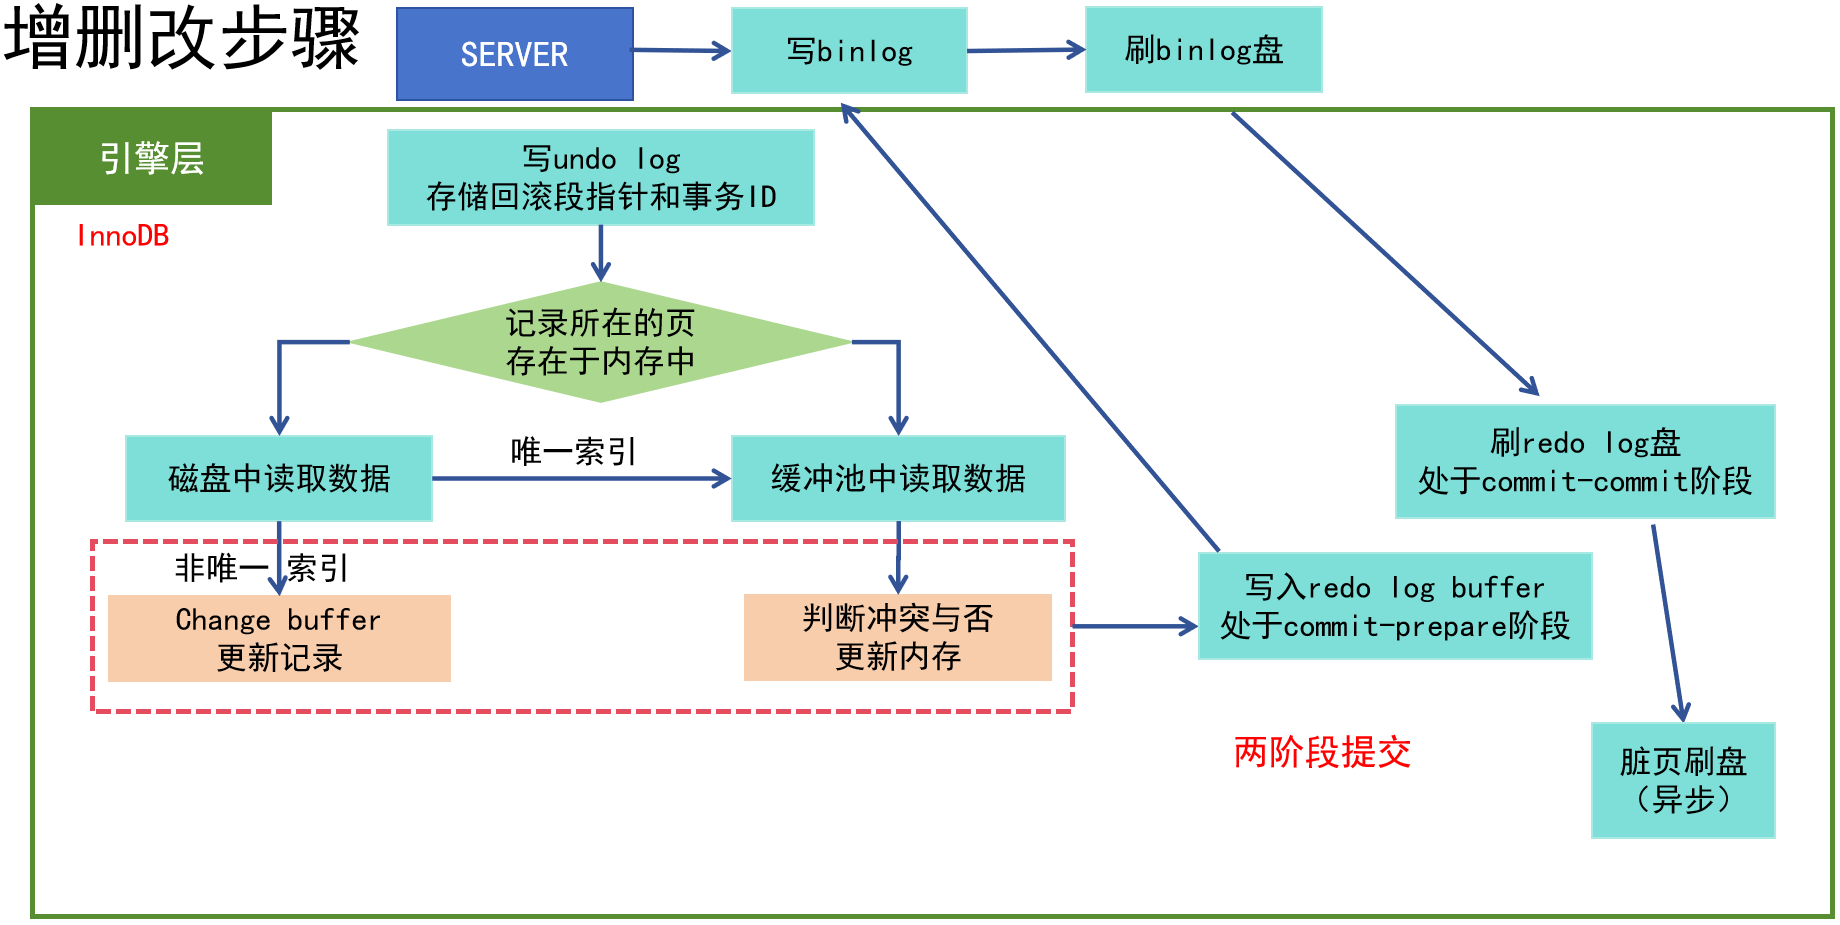 增删改步骤
SERVER
写binlog
刷binlog盘
引擎层
InnoDB
写undo log
存储回滚段指针和事务ID
记录所在的页
存在于内存中
磁盘中读取数据
唯一索引
缓冲池中读取数据
非唯一 索引
Change buffer
更新记录
判断冲突与否
更新内存
刷redo log盘
处于commit-commit阶段
写入redo log buffer
处于commit-prepare阶段
两阶段提交
脏页刷盘
（异步）